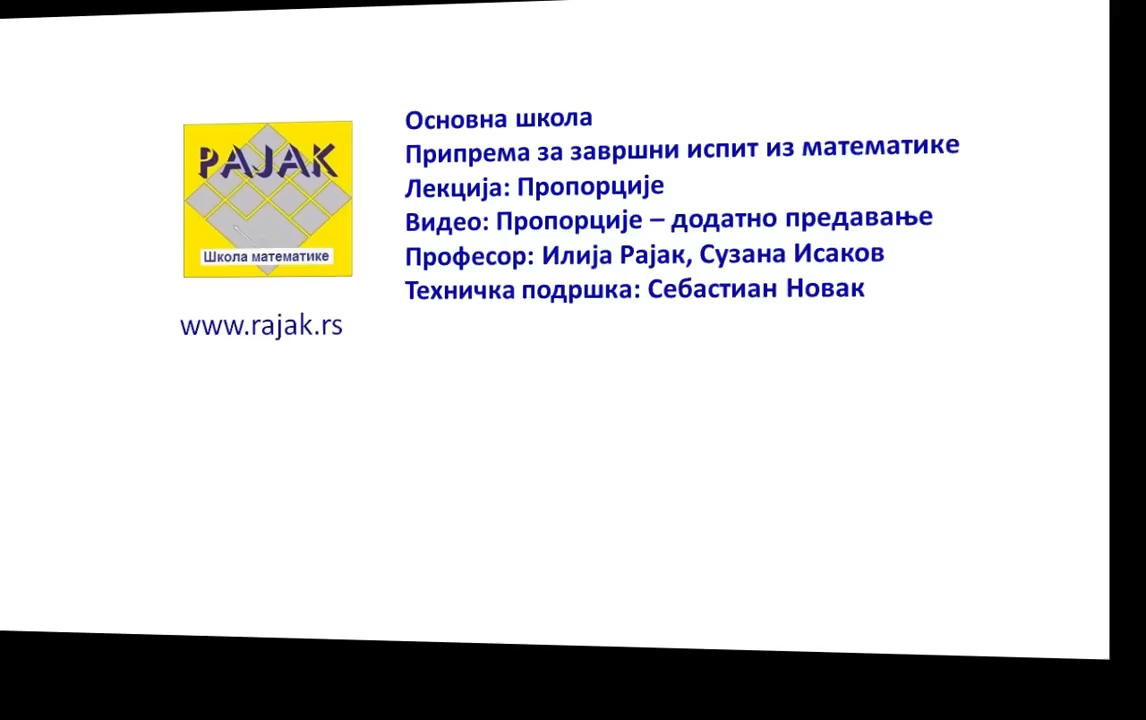 РАЈАК
Школа математике
www.rajak.rs
Основна школа
Припрема за завршни испит из математике
Лекција: Пропорције
Видео: Пропорције – додатно предавање
Професор: Илија Рајак, Сузана Исаков
Техничка подршка: Себастиан Новак